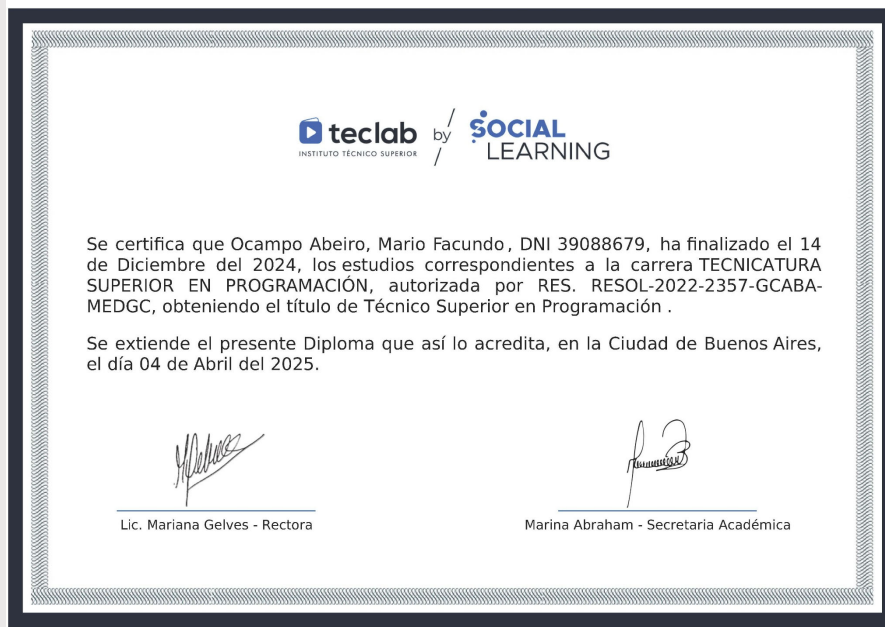 teclab
INSTITUTO TÉCNICO SUPERIOR
by
SOCIAL
LEARNING
Se certifica que Ocampo Abeiro, Mario Facundo , DNI 39088679, ha finalizado el 14
de Diciembre del 2024, los estudios correspondientes a la carrera TECNICATURA
SUPERIOR EN PROGRAMACIÓN, autorizada por RES. RESOL-2022-2357-GCABA-
MEDGC, obteniendo el título de Técnico Superior en Programación .
Se extiende el presente Diploma que así lo acredita, en la Ciudad de Buenos Aires,
el día 04 de Abril del 2025.
Lic. Mariana Gelves - Rectora
Marina Abraham - Secretaria Académica